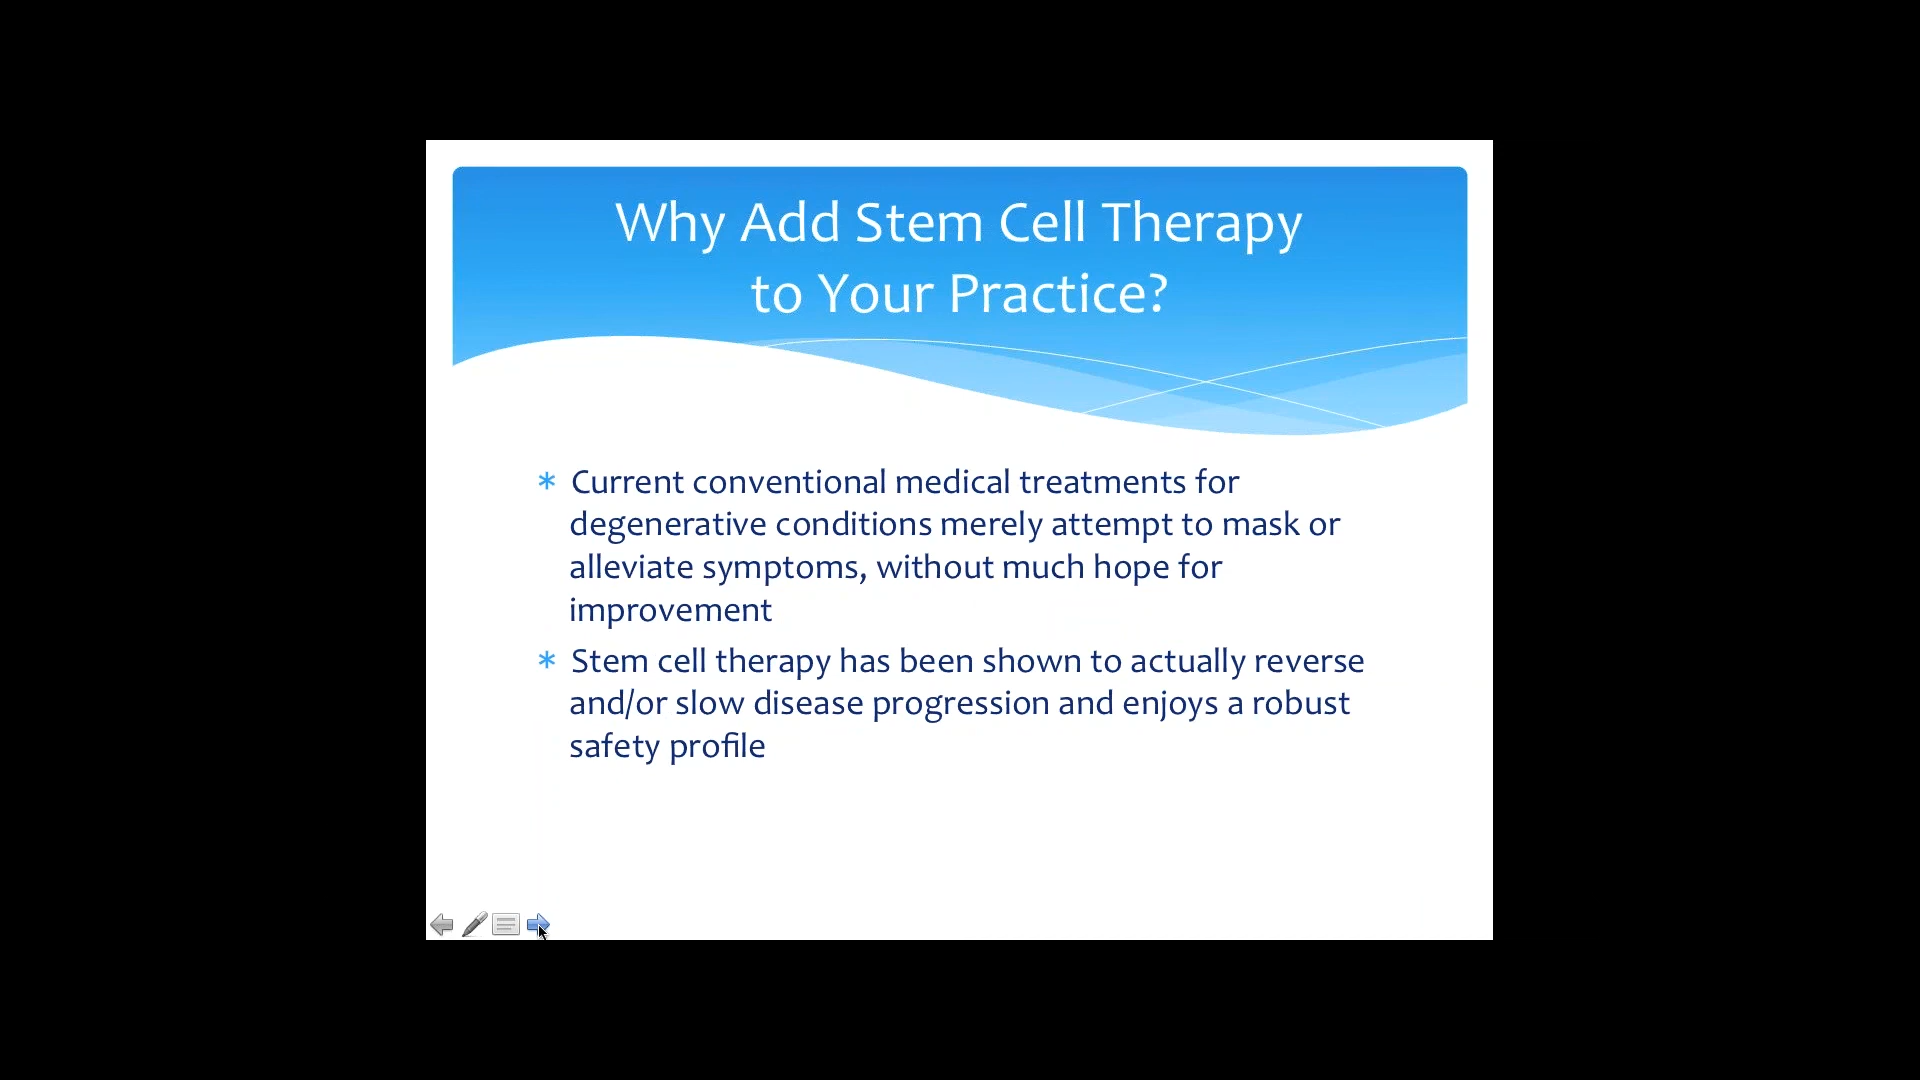 Why Add Stem Cell Therapy
to Your Practice?
* Current conventional medical treatments for
degenerative conditions merely attempt to mask or
alleviate symptoms, without much hope for
improvement
* Stem cell therapy has been shown to actually reverse
and/or slow disease progression and enjoys a robust
safety profile